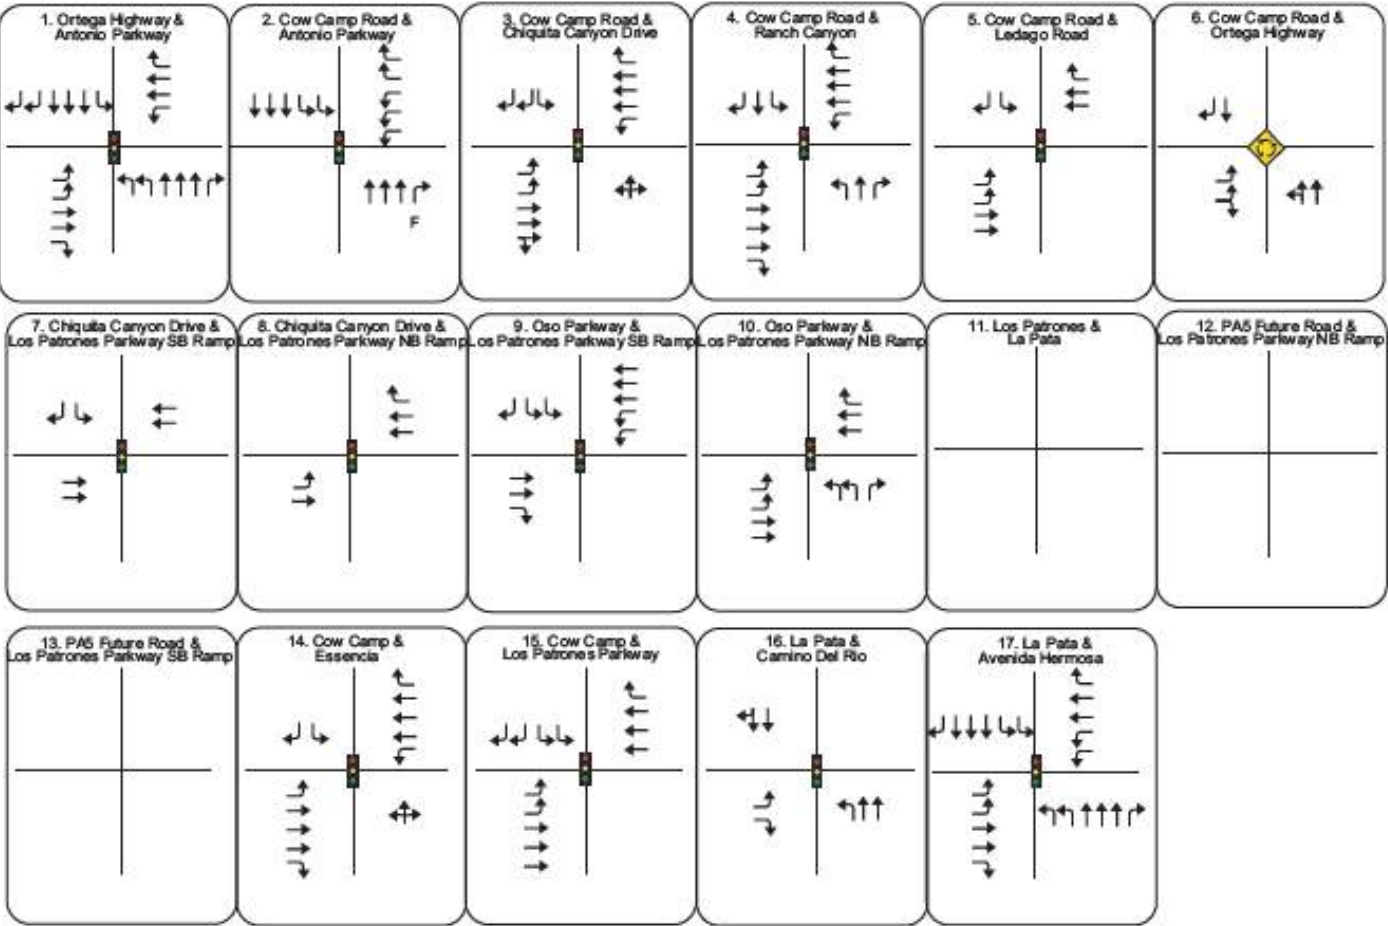 1. Ortega Highway &
Antonio Parkway
2. Cow Camp Road &
Antonio Parkway
3. Cow Camp Road &
Chiquita Canyon Drive
4. Cow Camp Road &
Ranch Canyon
5. Cow Camp Road &
Ledago Road
6. Cow Camp Road &
Ortega Highway
F
7. Chiquita Canyon Drive &
Los Patrones Parkway SB Ramp
8. Chiquita Canyon Drive &
Los Patrones Parkway NB Ramp
9. Oso Parkway &
Los Patrones Parkway SB Ramp
10. Oso Parkway &
Los Patrones Parkway NB Ramp
11. Los Patrones &
La Pata
12. PA5 Future Road &
Los Patrones Parkway NB Ramp
13. PA5 Future Road &
Los Patrones Parkway SB Ramp
14. Cow Camp &
Essencia
15. Cow Camp &
Los Patrones Parkway
16. La Pata &
Camino Del Rio
17. La Pata &
Avenida Hermosa